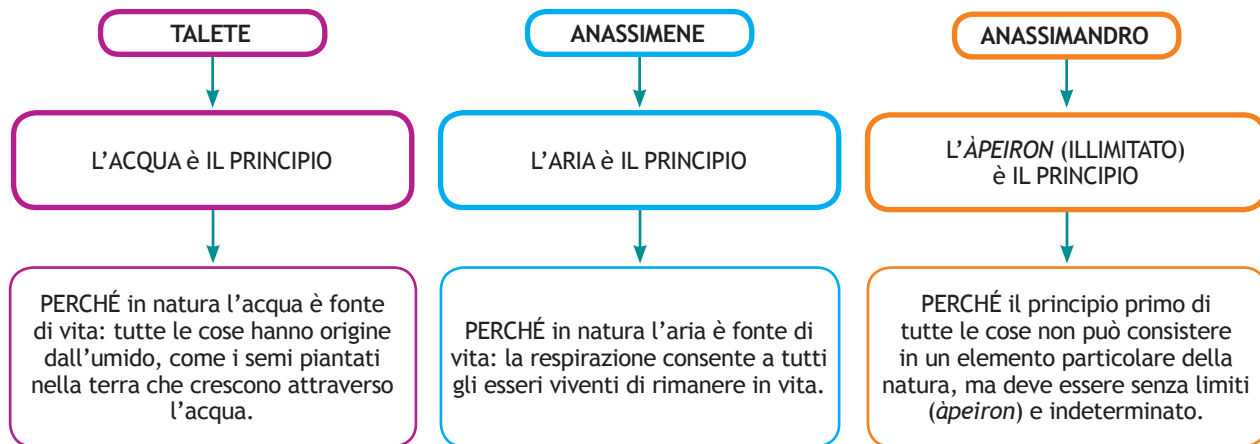 TALETE
L’ACQUA è IL PRINCIPIO
PERCHÉ in natura l’acqua è fonte
di vita: tutte le cose hanno origine
dall’umido, come i semi piantati
nella terra che crescono attraverso
l’acqua.
ANASSIMENE
L’ARIA è IL PRINCIPIO
PERCHÉ in natura l’aria è fonte di
vita: la respirazione consente a tutti
gli esseri viventi di rimanere in vita.
ANASSIMANDRO
L’ÀPEIRON (ILLIMITATO)
è IL PRINCIPIO
PERCHÉ il principio primo di
tutte le cose non può consistere
in un elemento particolare della
natura, ma deve essere senza limiti
(àpeiron) e indeterminato.